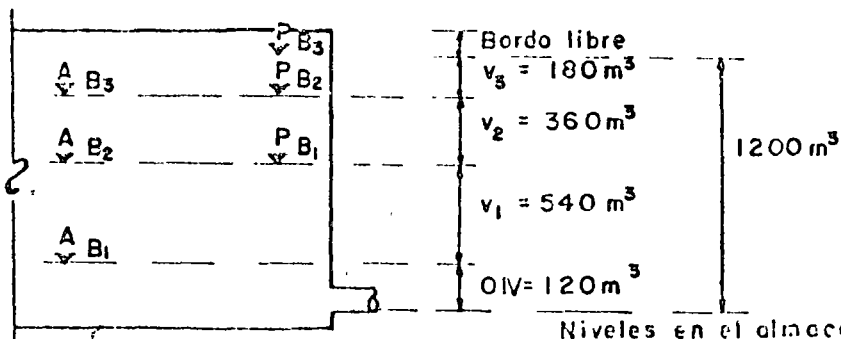 Bordo libre
P B3
v3 = 180 m³
A B3
P B2
v2 = 360 m³
1200 m³
A B2
P B1
v1 = 540 m³
A B1
01V = 120 m³
Niveles en el almac